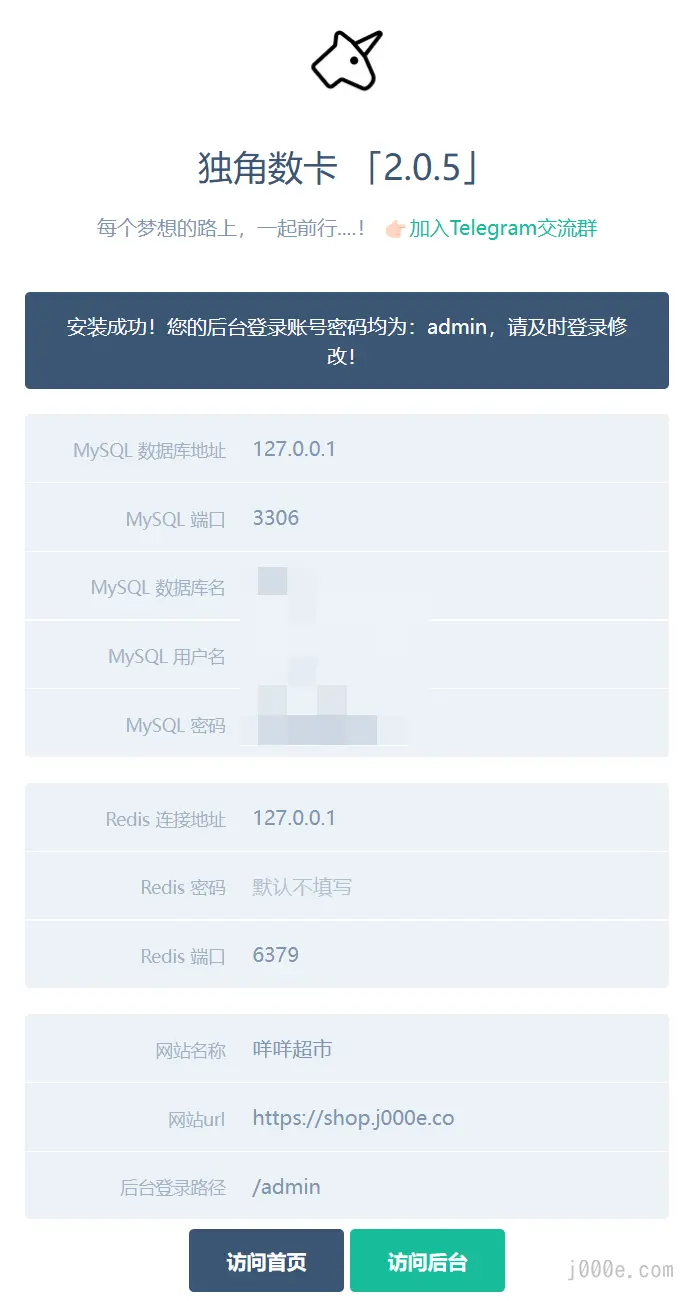 独角数卡 「2.0.5」
每个梦想的路上，一起前行....！ 👉🏻加入Telegram交流群
安装成功！您的后台登录账号密码均为：admin，请及时登录修
改！
MySQL 数据库地址 127.0.0.1
MySQL 端口 3306
MySQL 数据库名
MySQL 用户名
MySQL 密码
Redis 连接地址 127.0.0.1
Redis 密码 默认不填写
Redis 端口 6379
网站名称 咩咩超市
网站url https://shop.j000e.co
后台登录路径 /admin
访问首页 访问后台
j000e.com